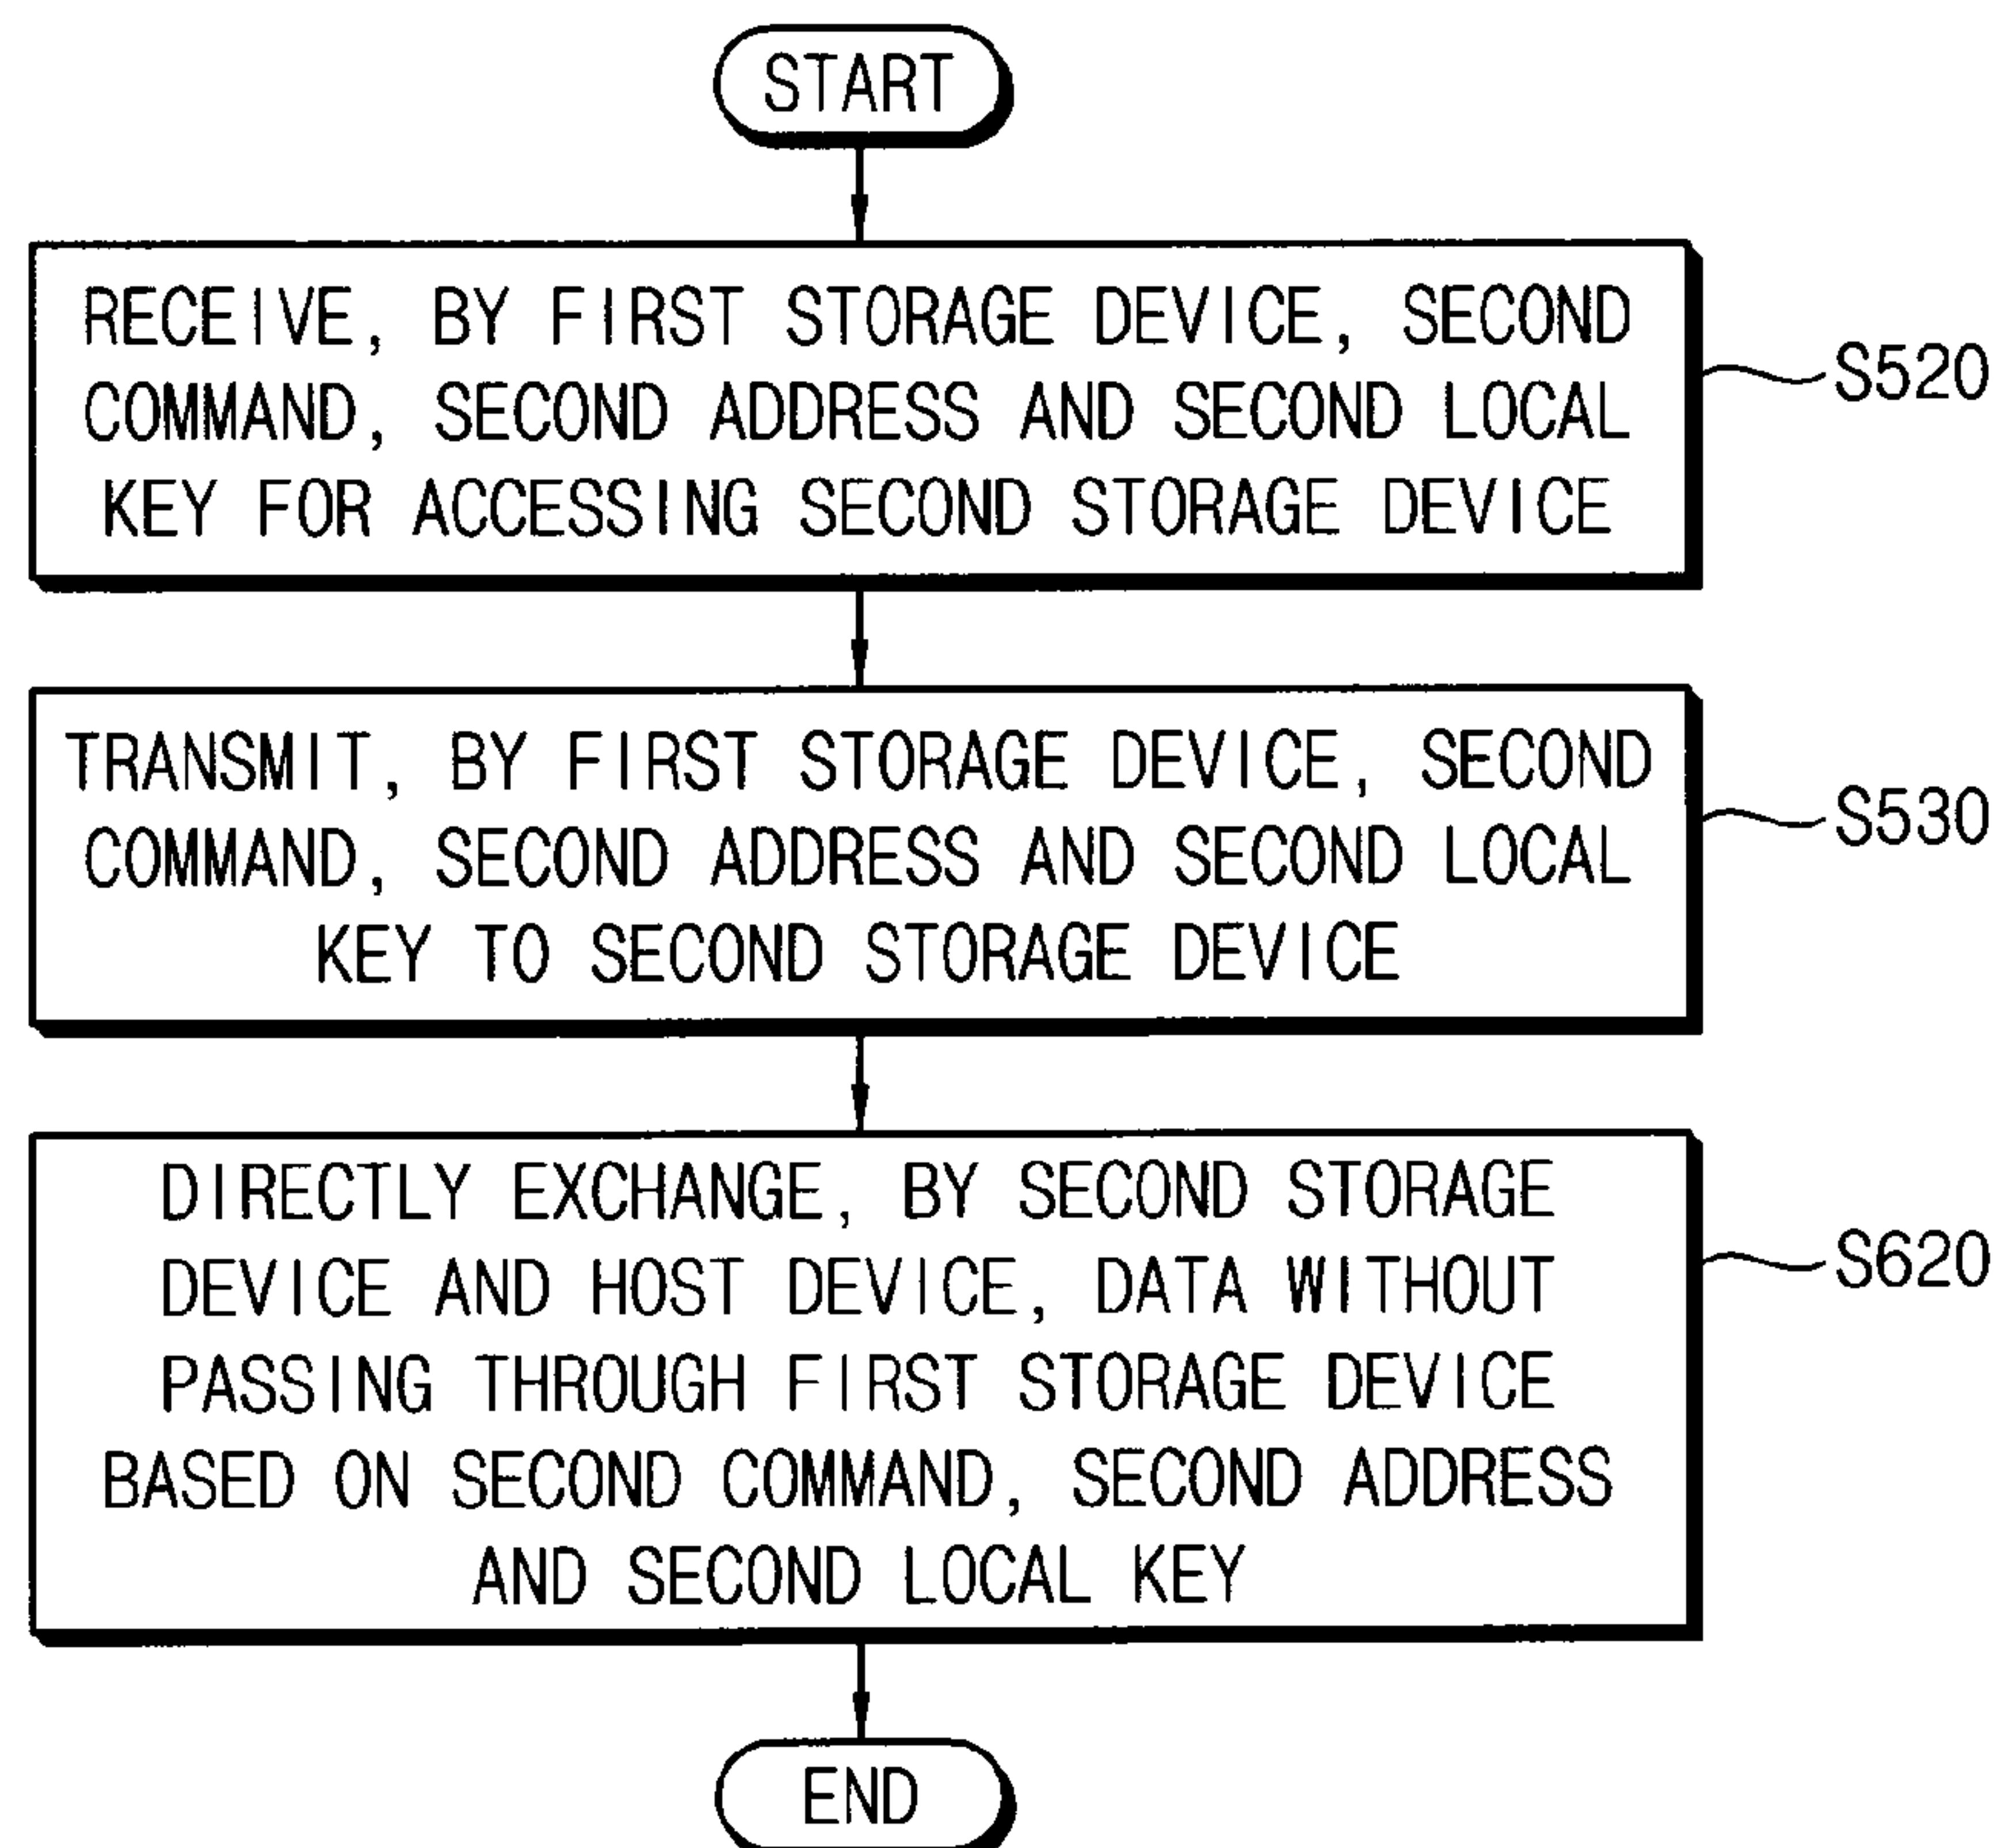 START
RECEIVE, BY FIRST STORAGE DEVICE, SECOND
COMMAND, SECOND ADDRESS AND SECOND LOCAL
KEY FOR ACCESSING SECOND STORAGE DEVICE
S520
TRANSMIT, BY FIRST STORAGE DEVICE, SECOND
COMMAND, SECOND ADDRESS AND SECOND LOCAL
KEY TO SECOND STORAGE DEVICE
S530
DIRECTLY EXCHANGE, BY SECOND STORAGE
DEVICE AND HOST DEVICE, DATA WITHOUT
PASSING THROUGH FIRST STORAGE DEVICE
BASED ON SECOND COMMAND, SECOND ADDRESS
AND SECOND LOCAL KEY
S620
END